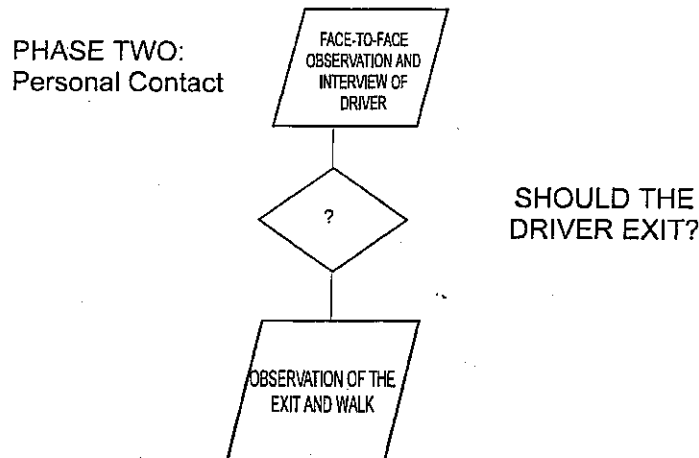 PHASE TWO:
Personal Contact
FACE-TO-FACE
OBSERVATION AND
INTERVIEW OF
DRIVER
?
SHOULD THE
DRIVER EXIT?
OBSERVATION OF THE
EXIT AND WALK